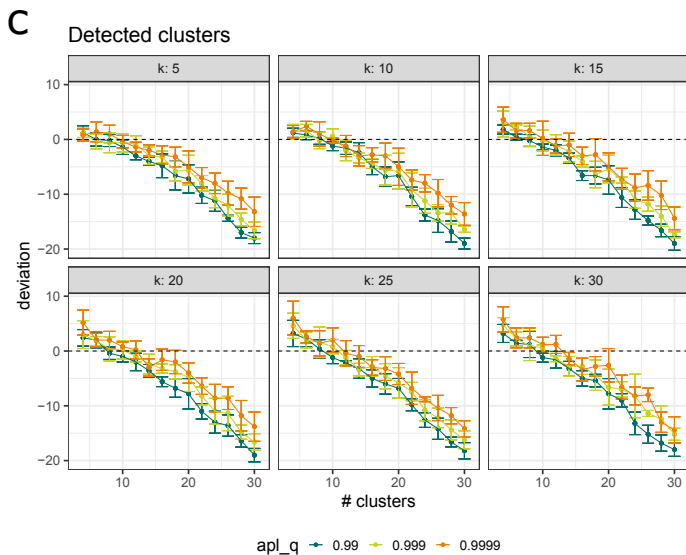 C
Detected clusters
k: 5 k: 10 k: 15
10
0
−10
−20
k: 20 k: 25 k: 30
10
0
−10
−20
deviation
10 20 30 10 20 30 10 20 30
# clusters
apl_q 0.99 0.999 0.9999